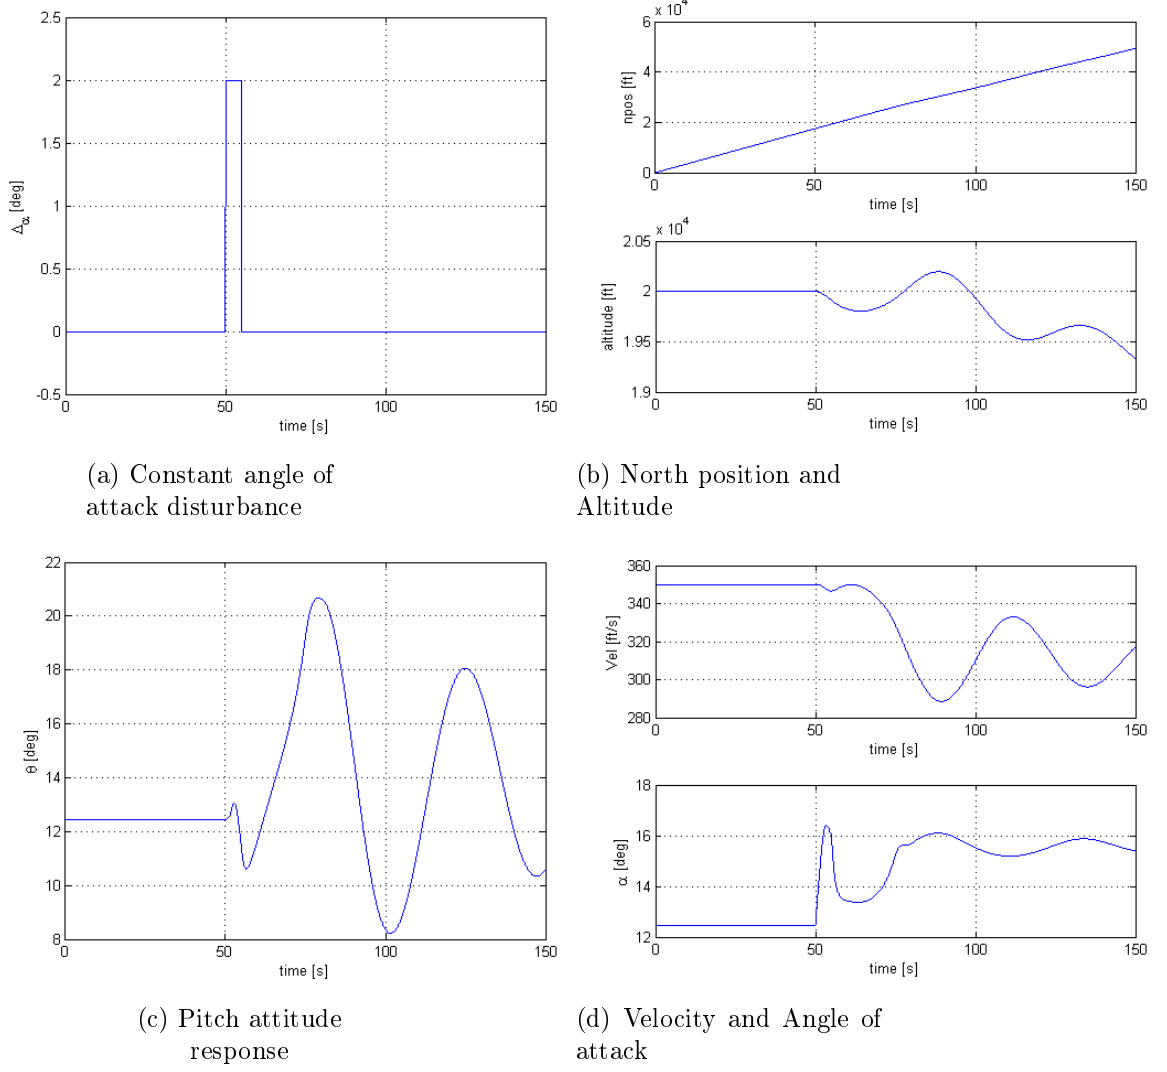 2.5
2
1.5
1
0.5
0
-0.5
0
50
100
150
Δα [deg]
time [s]
x 10^4
6
4
2
0
0
50
100
150
npos [ft]
time [s]
x 10^4
2.05
2
1.95
1.9
0
50
100
150
altitude [ft]
time [s]
(a) Constant angle of
attack disturbance
(b) North position and
Altitude
22
20
18
16
14
12
10
8
0
50
100
150
θ [deg]
time [s]
360
340
320
300
280
0
50
100
150
Vel [ft/s]
time [s]
18
16
14
12
0
50
100
150
α [deg]
time [s]
(c) Pitch attitude
response
(d) Velocity and Angle of
attack